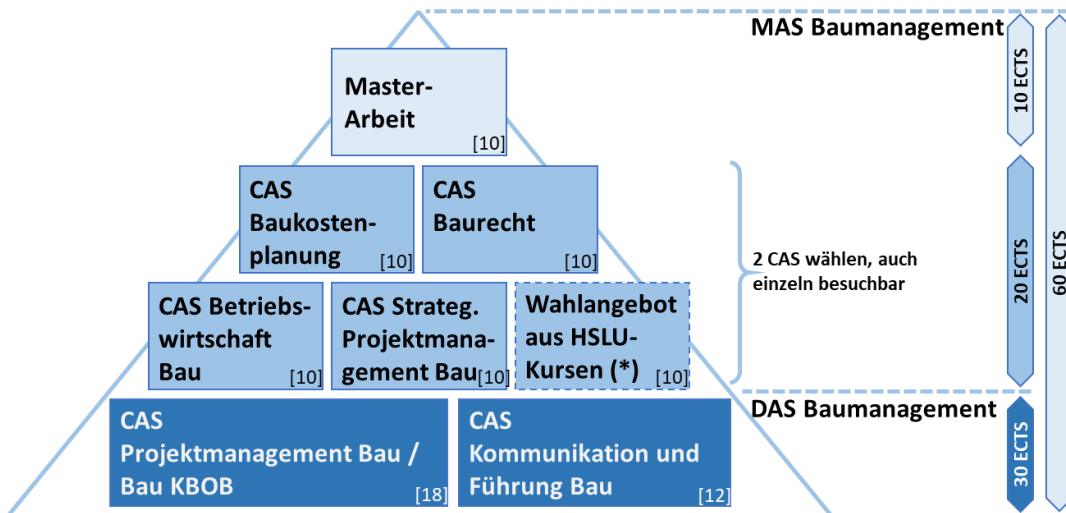 MAS Baumanagement
Master-
Arbeit
[10]
10 ECTS
CAS
Baukosten-
planung
[10]
CAS
Baurecht
[10]
2 CAS wählen, auch
einzeln besuchbar
20 ECTS
60 ECTS
CAS Betriebs-
wirtschaft
Bau
[10]
CAS Strateg.
Projektmana-
gement Bau
[10]
Wahlangebot
aus HSLU-
Kursen (*)
[10]
DAS Baumanagement
CAS
Projektmanagement Bau /
Bau KBOB
[18]
CAS
Kommunikation und
Führung Bau
[12]
30 ECTS